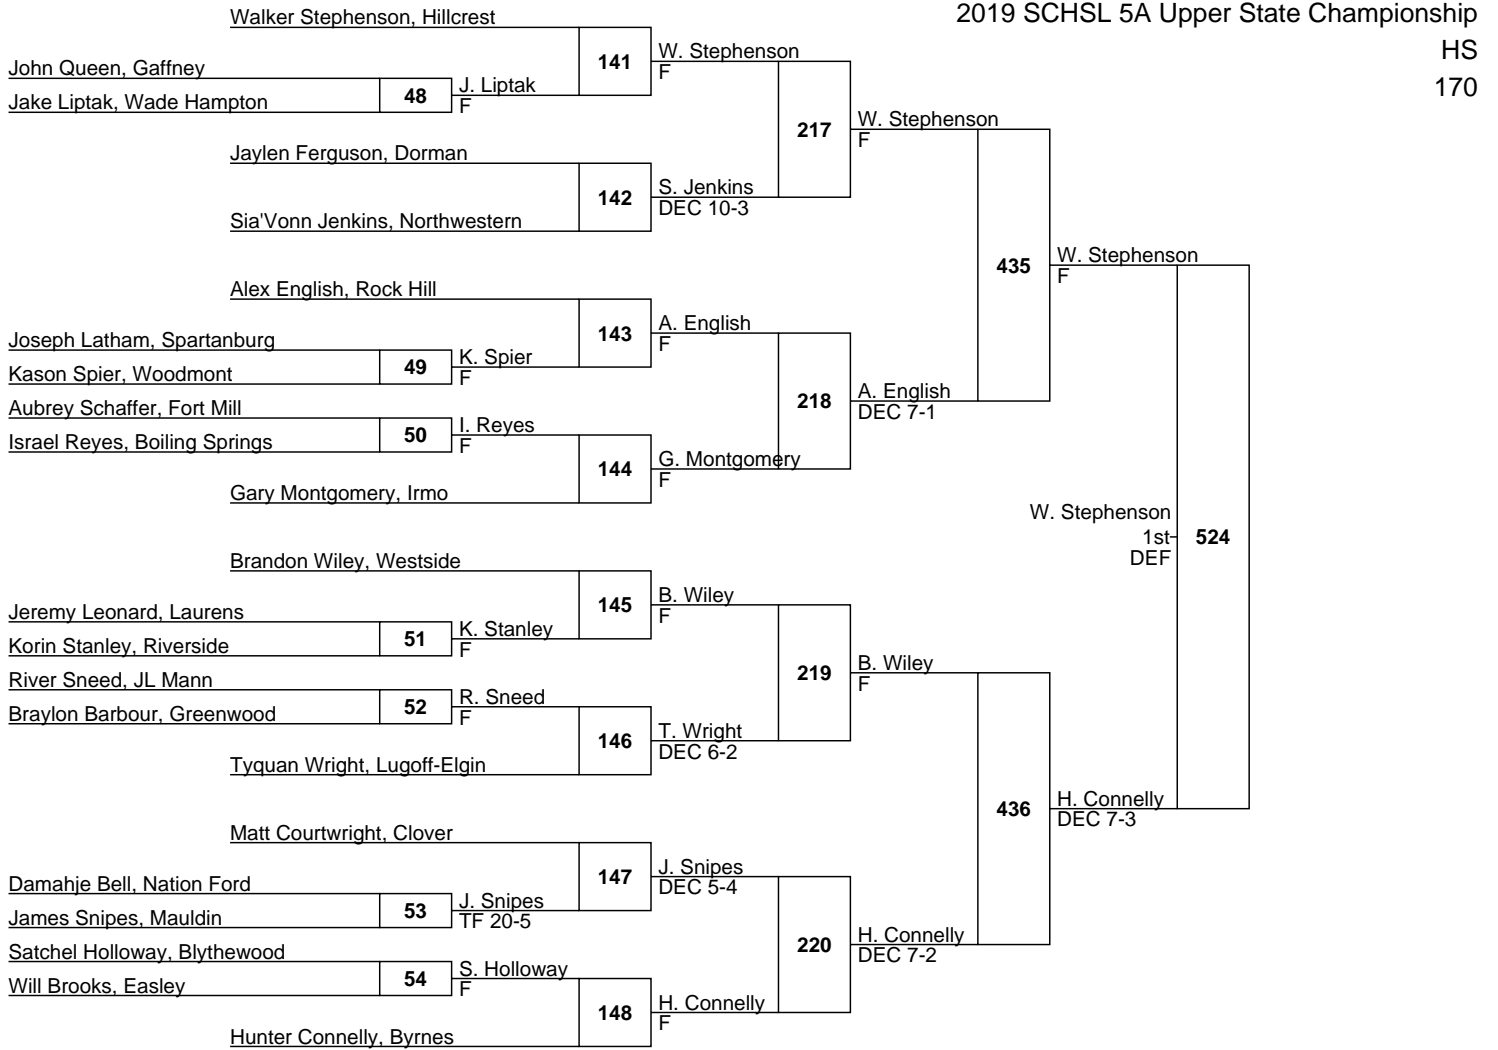 2019 SCHSL 5A Upper State Championship
HS
170
Walker Stephenson, Hillcrest
141
W. Stephenson
F
John Queen, Gaffney
48
J. Liptak
F
Jake Liptak, Wade Hampton
217
W. Stephenson
F
Jaylen Ferguson, Dorman
142
S. Jenkins
DEC 10-3
Sia'Vonn Jenkins, Northwestern
435
W. Stephenson
F
Alex English, Rock Hill
143
A. English
F
Joseph Latham, Spartanburg
49
K. Spier
F
Kason Spier, Woodmont
218
A. English
DEC 7-1
Aubrey Schaffer, Fort Mill
50
I. Reyes
F
Israel Reyes, Boiling Springs
144
G. Montgomery
F
Gary Montgomery, Irmo
W. Stephenson
1st
DEF
524
Brandon Wiley, Westside
145
B. Wiley
F
Jeremy Leonard, Laurens
51
K. Stanley
F
Korin Stanley, Riverside
219
B. Wiley
F
River Sneed, JL Mann
52
R. Sneed
F
Braylon Barbour, Greenwood
146
T. Wright
DEC 6-2
Tyquan Wright, Lugoff-Elgin
436
H. Connelly
DEC 7-3
Matt Courtwright, Clover
147
J. Snipes
DEC 5-4
Damahje Bell, Nation Ford
53
J. Snipes
TF 20-5
James Snipes, Mauldin
220
H. Connelly
DEC 7-2
Satchel Holloway, Blythewood
54
S. Holloway
F
Will Brooks, Easley
148
H. Connelly
F
Hunter Connelly, Byrnes